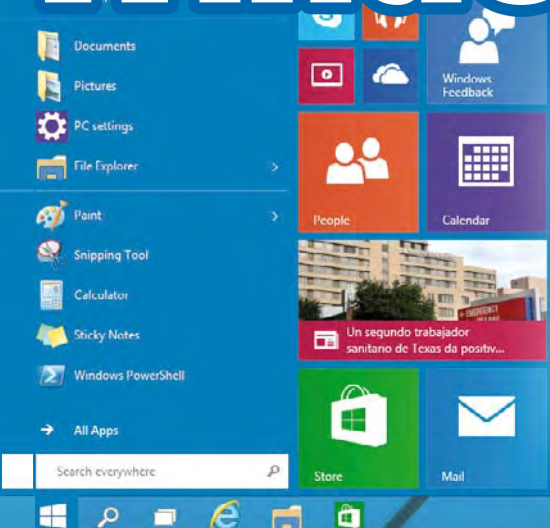 Documents
Pictures
PC settings
File Explorer
Paint
Snipping Tool
Calculator
Sticky Notes
Windows PowerShell
All Apps
Search everywhere
Windows
Feedback
People
Calendar
EMERGENCY
Un segundo trabajador
sanitario de Texas da positiv...
Store
Mail